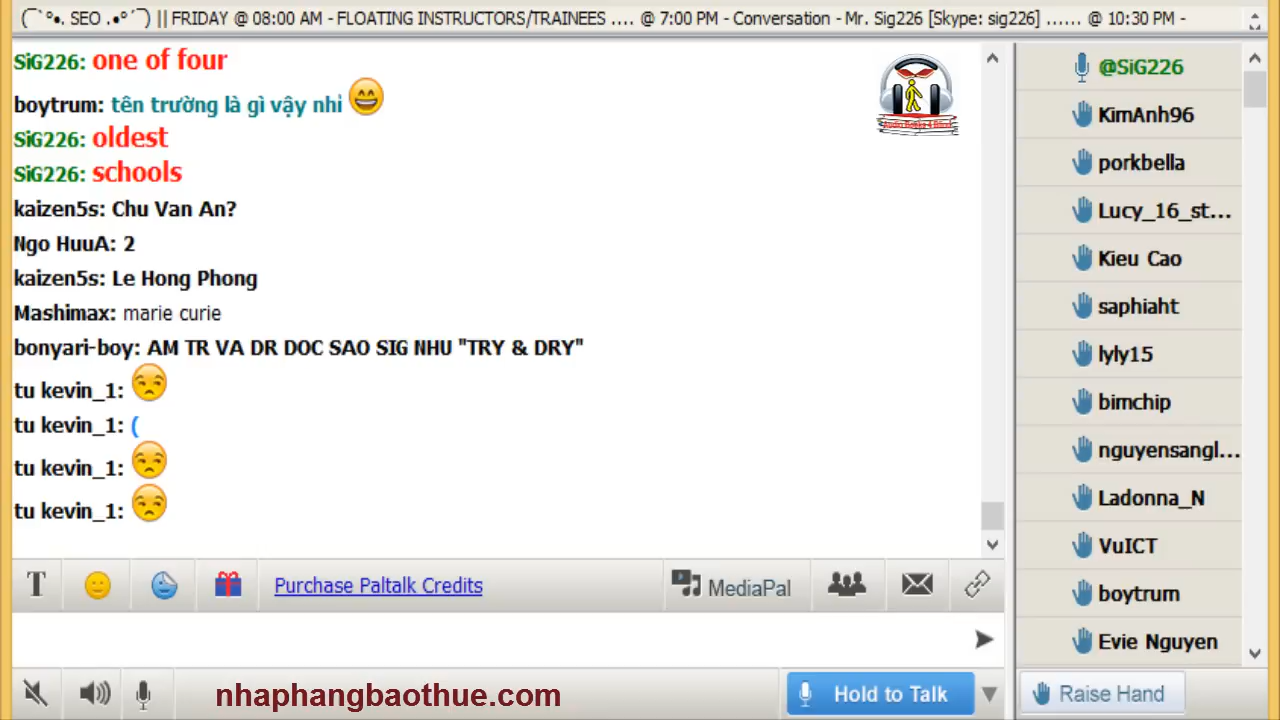 (¯`°•. SEO .•°´¯) || FRIDAY @ 08:00 AM - FLOATING INSTRUCTORS/TRAINEES .... @ 7:00 PM - Conversation - Mr. Sig226 [Skype: sig226] ...... @ 10:30 PM -
SiG226: one of four
boytrum: tên trường là gì vậy nhỉ
SiG226: oldest
SiG226: schools
kaizen5s: Chu Van An?
Ngo HuuA: 2
kaizen5s: Le Hong Phong
Mashimax: marie curie
bonyari-boy: AM TR VA DR DOC SAO SIG NHU "TRY & DRY"
tu kevin_1:
tu kevin_1: (
tu kevin_1:
tu kevin_1:
@SiG226
KimAnh96
porkbella
Lucy_16_st...
Kieu Cao
saphiaht
lyly15
bimchip
nguyensangl...
Ladonna_N
VuICT
boytrum
Evie Nguyen
T Purchase Paltalk Credits MediaPal
nhaphangbaothue.com
Hold to Talk
Raise Hand